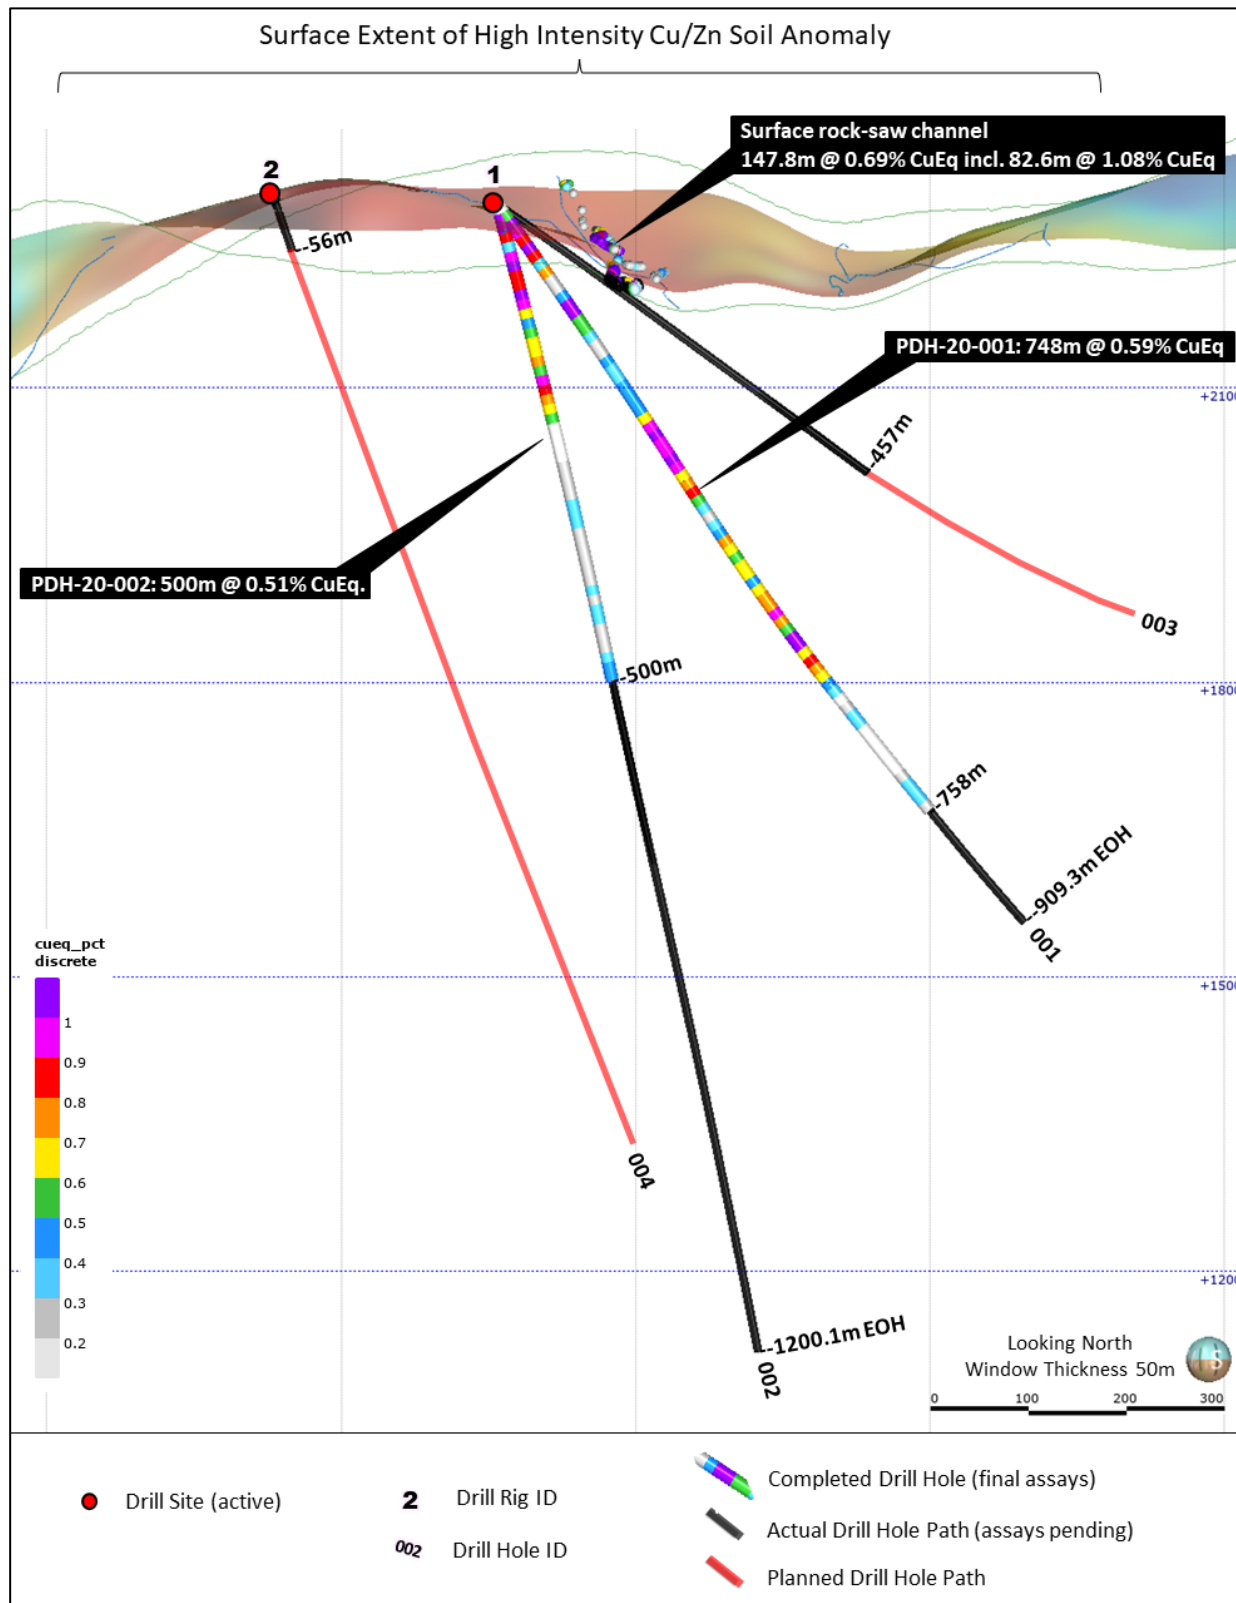 Surface Extent of High Intensity Cu/Zn Soil Anomaly
Surface rock-saw channel
147.8m @ 0.69% CuEq incl. 82.6m @ 1.08% CuEq
2
1
-56m
PDH-20-001: 748m @ 0.59% CuEq
+2100
-457m
PDH-20-002: 500m @ 0.51% CuEq.
003
-500m
+1800
-758m
-909.3m EOH
001
cueq_pct
discrete
+1500
1
0.9
0.8
0.7
0.6
0.5
0.4
0.3
0.2
004
+1200
-1200.1m EOH
002
Looking North
Window Thickness 50m
0 100 200 300
Drill Site (active)
2 Drill Rig ID
002 Drill Hole ID
Completed Drill Hole (final assays)
Actual Drill Hole Path (assays pending)
Planned Drill Hole Path